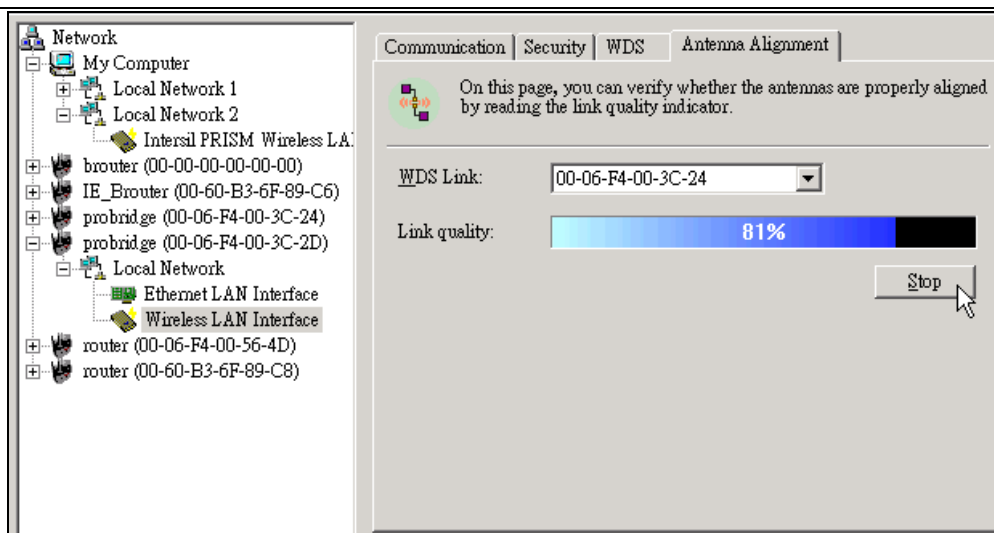 Network
My Computer
Local Network 1
Local Network 2
Intersil PRISM Wireless LA
brouter (00-00-00-00-00-00)
IE_Brouter (00-60-B3-6F-89-C6)
probridge (00-06-F4-00-3C-24)
probridge (00-06-F4-00-3C-2D)
Local Network
Ethernet LAN Interface
Wireless LAN Interface
router (00-06-F4-00-56-4D)
router (00-60-B3-6F-89-C8)
Communication Security WDS Antenna Alignment
On this page, you can verify whether the antennas are properly aligned
by reading the link quality indicator.
WDS Link: 00-06-F4-00-3C-24
Link quality: 81%
Stop